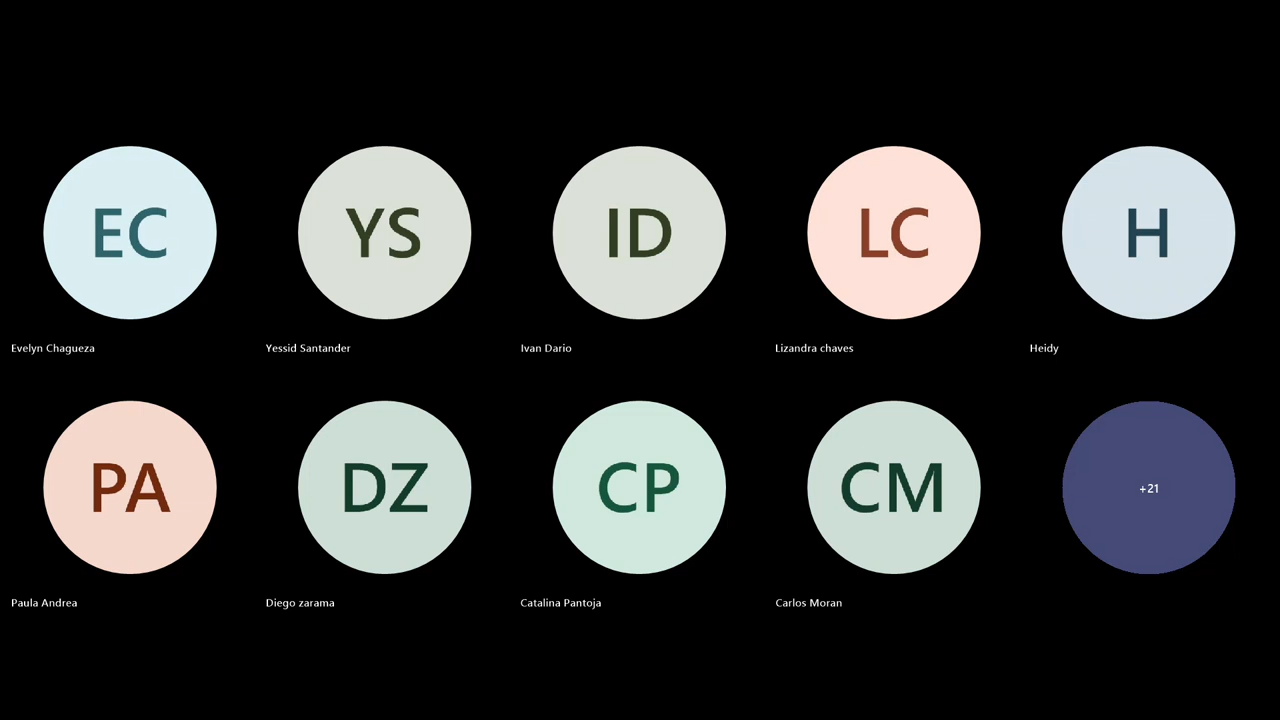 EC
YS
ID
LC
H
Evelyn Chagueza
Yessid Santander
Ivan Dario
Lizandra chaves
Heidy
PA
DZ
CP
CM
+21
Paula Andrea
Diego zarama
Catalina Pantoja
Carlos Moran